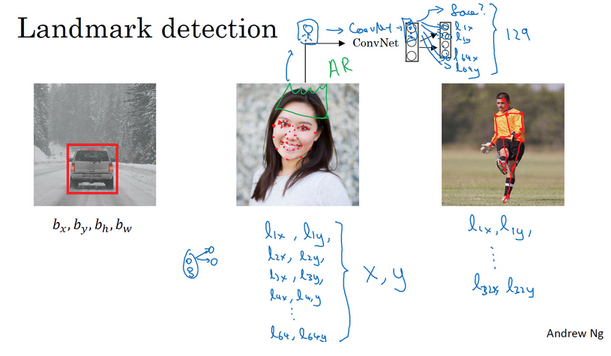 Landmark detection
→ ConvNet →
ConvNet
face?
l1x
l1y
l64x
l64y
129
AR
bx, by, bh, bw
l1x, l1y,
l2x, l2y,
l3x, l3y,
l4x, l4y,
⋮
l64x, l64y
x, y
l1x, l1y,
⋮
l32x, l32y
Andrew Ng